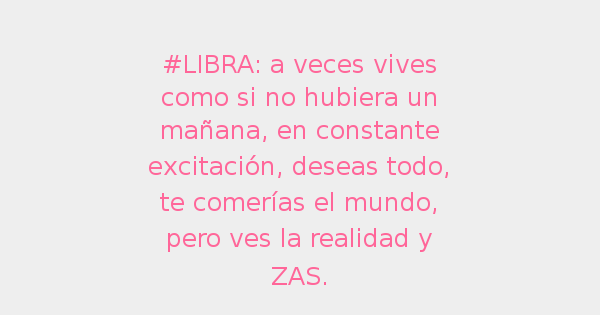 #LIBRA: a veces vives
como si no hubiera un
mañana, en constante
excitación, deseas todo,
te comerías el mundo,
pero ves la realidad y
ZAS.